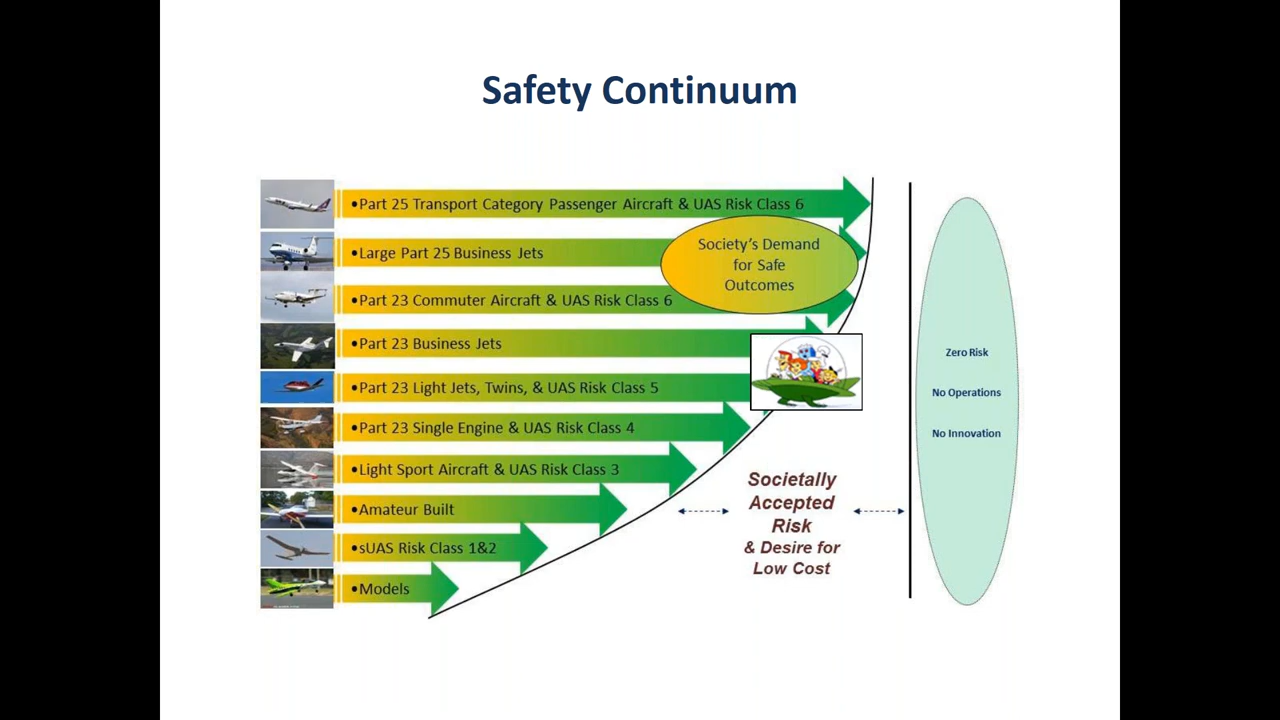 Safety Continuum
•Part 25 Transport Category Passenger Aircraft & UAS Risk Class 6
•Large Part 25 Business Jets
Society's Demand
for Safe
Outcomes
•Part 23 Commuter Aircraft & UAS Risk Class 6
•Part 23 Business Jets
•Part 23 Light Jets, Twins, & UAS Risk Class 5
•Part 23 Single Engine & UAS Risk Class 4
•Light Sport Aircraft & UAS Risk Class 3
•Amateur Built
•sUAS Risk Class 1&2
•Models
Societally
Accepted
Risk
& Desire for
Low Cost
Zero Risk
No Operations
No Innovation